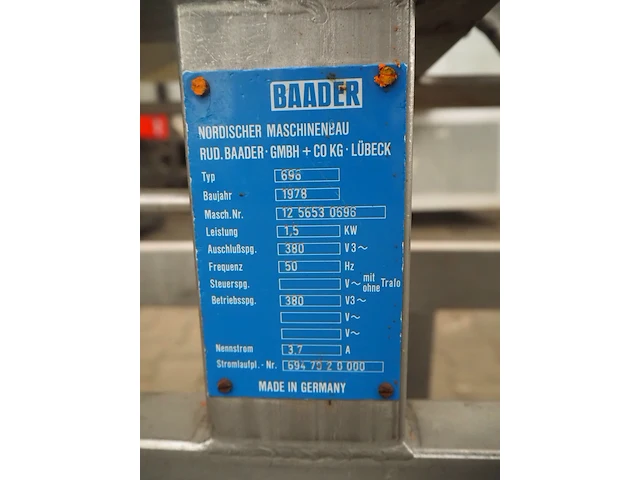 BAADER
NORDISCHER MASCHINENBAU
RUD. BAADER · GMBH + CO KG · LÜBECK
Typ 696
Baujahr 1978
Masch. Nr. 12 5653 0696
Leistung 1,5 KW
Auschlußspg. 380 V3~
Frequenz 50 Hz
Steuerspg. V~ mit ohne Trafo
Betriebsspg. 380 V3~
V~
V~
Nennstrom 3,7 A
Stromlaufpl.-Nr. 694 75 2 0 000
MADE IN GERMANY